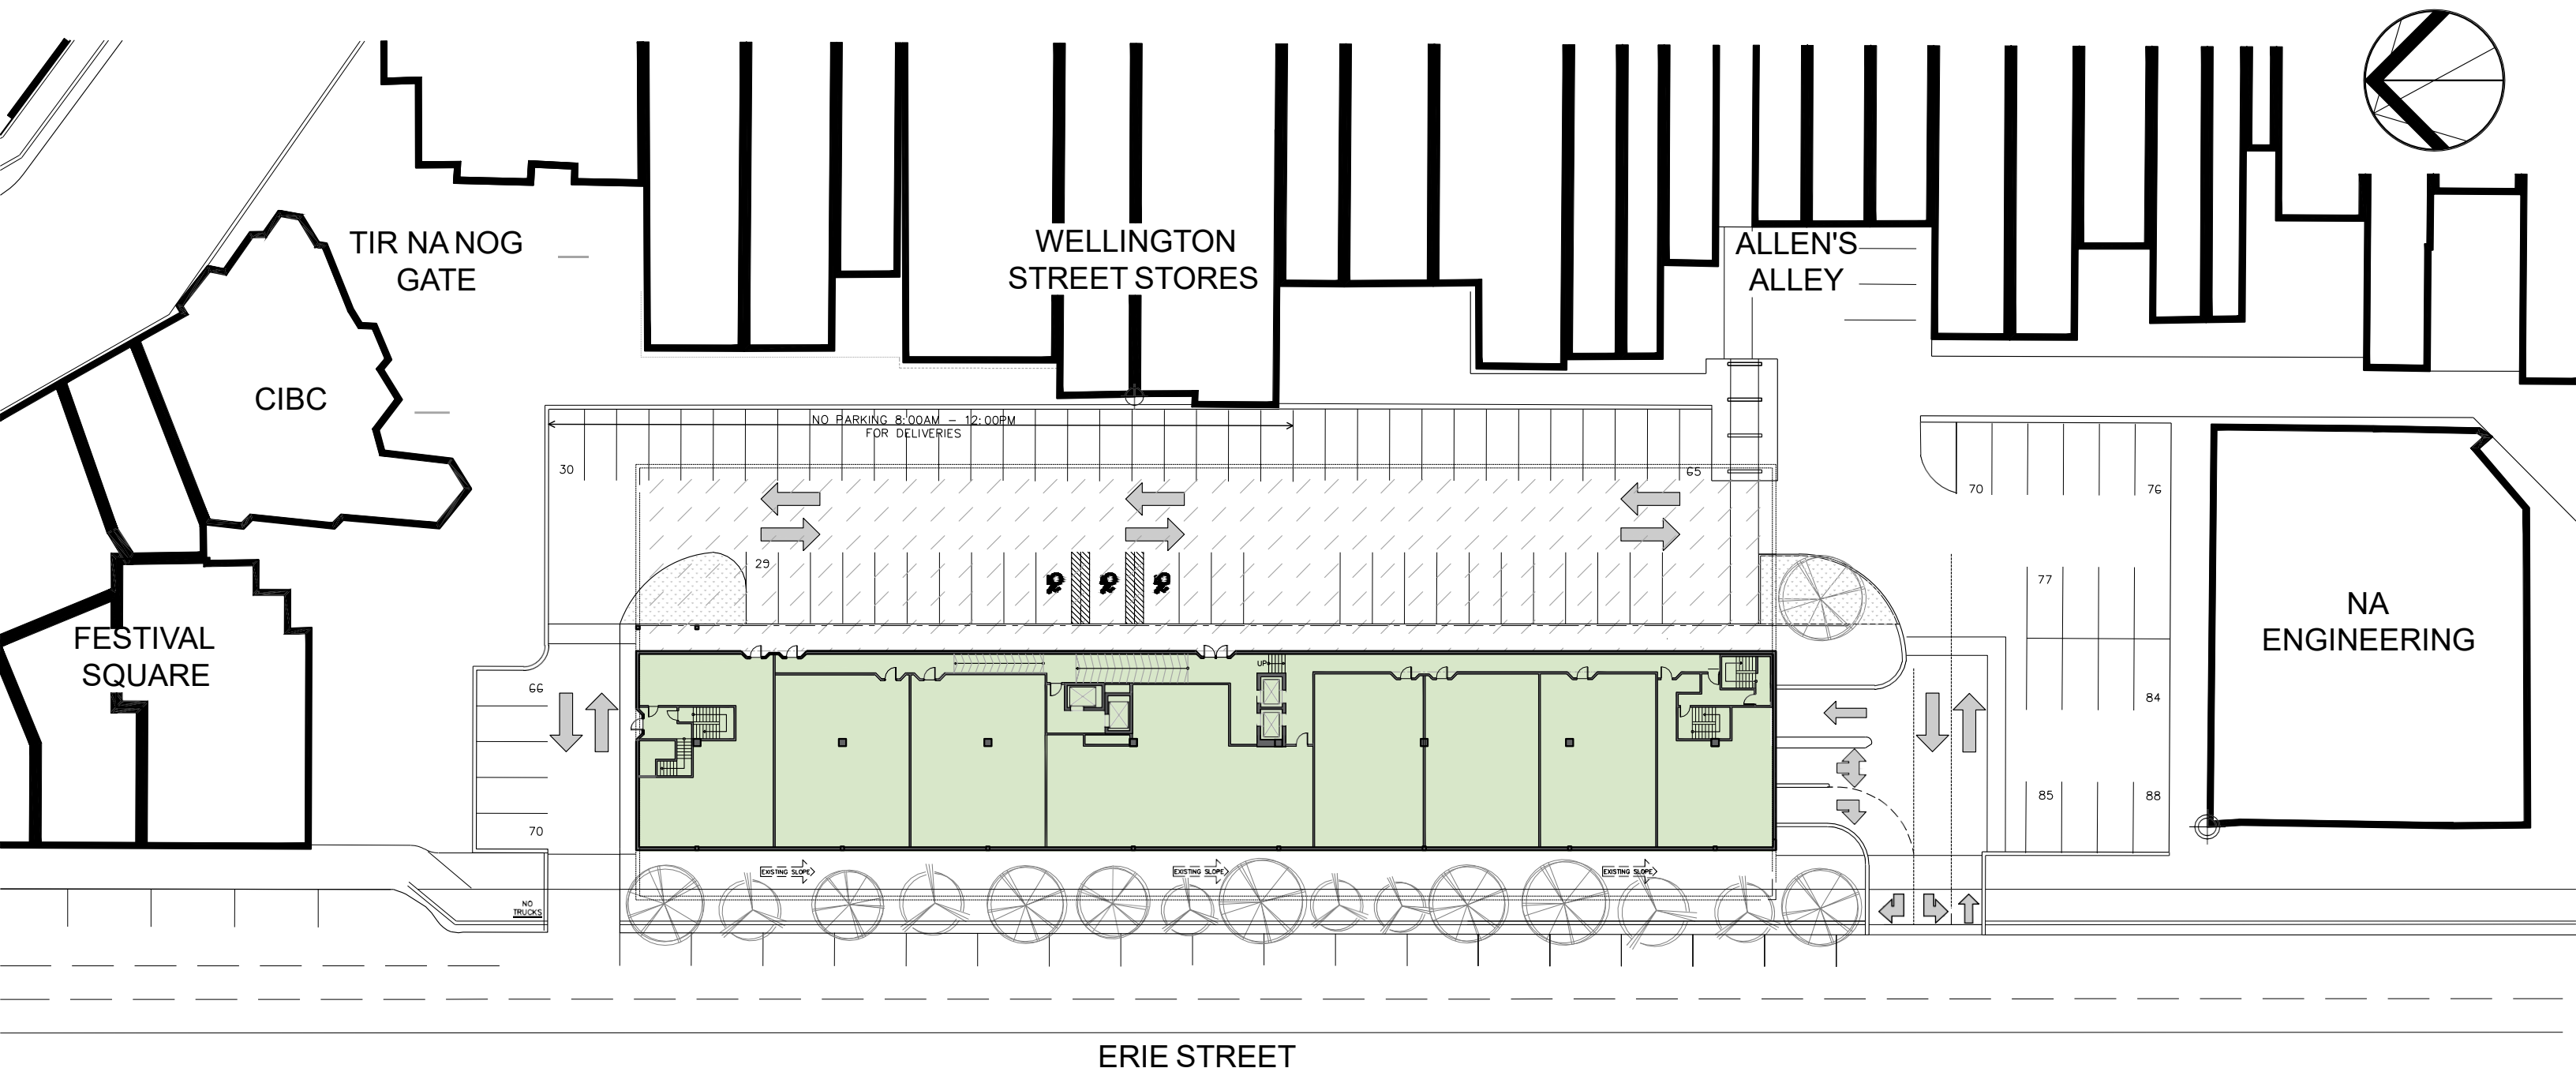 TIR NA NOG
GATE
WELLINGTON
STREET STORES
ALLEN'S
ALLEY
CIBC
NO PARKING 8:00AM - 12:00PM
FOR DELIVERIES
30
65
70
76
29
77
FESTIVAL
SQUARE
NA
ENGINEERING
UP
66
84
70
85
88
EXISTING SLOPE
EXISTING SLOPE
EXISTING SLOPE
NO
TRUCKS
ERIE STREET